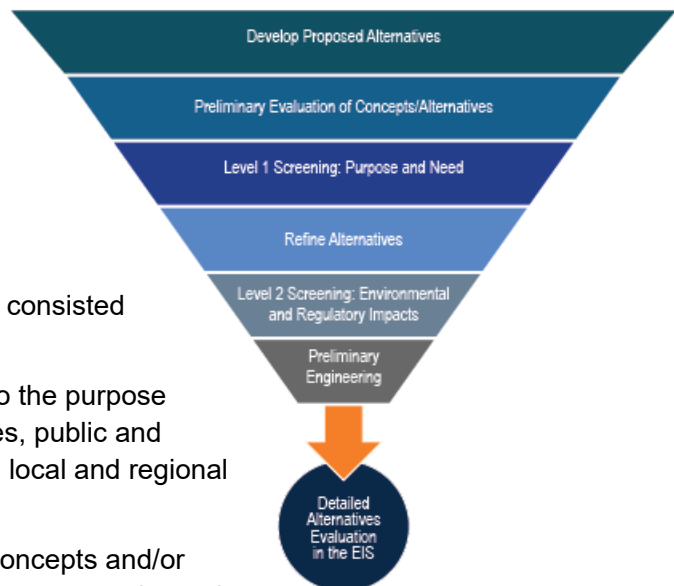 Develop Proposed Alternatives
Preliminary Evaluation of Concepts/Alternatives
Level 1 Screening: Purpose and Need
Refine Alternatives
Level 2 Screening: Environmental
and Regulatory Impacts
Preliminary
Engineering
Detailed
Alternatives
Evaluation
in the EIS
consisted
o the purpose
es, public and
local and regional
oncepts and/or